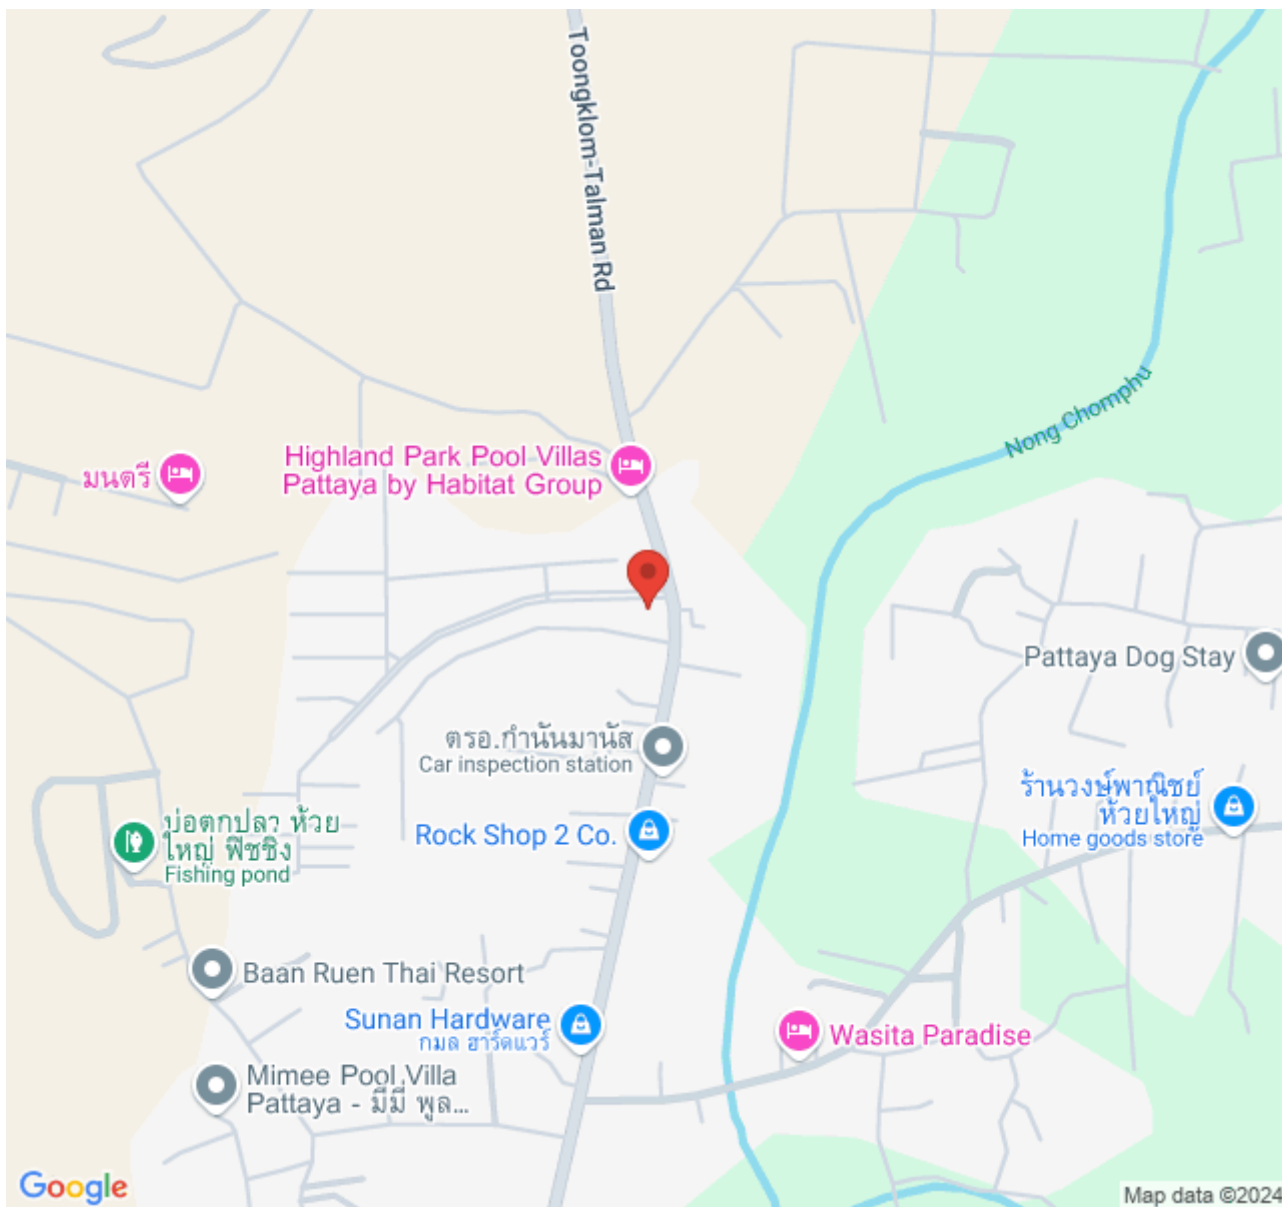 Toongklom-Talman Rd
Nong Chomphu
Highland Park Pool Villas
Pattaya by Habitat Group
มนตรี
Pattaya Dog Stay
ตรอ.กำนันมานัส
Car inspection station
ร้านวงษ์พาณิชย์
ห้วยใหญ่
Home goods store
Rock Shop 2 Co.
บ่อตกปลา ห้วย
ใหญ่ ฟิชชิ่ง
Fishing pond
Baan Ruen Thai Resort
Sunan Hardware
กมล ฮาร์ดแวร์
Wasita Paradise
Mimee Pool Villa
Pattaya - มีมี่ พูล...
Google
Map data ©2024